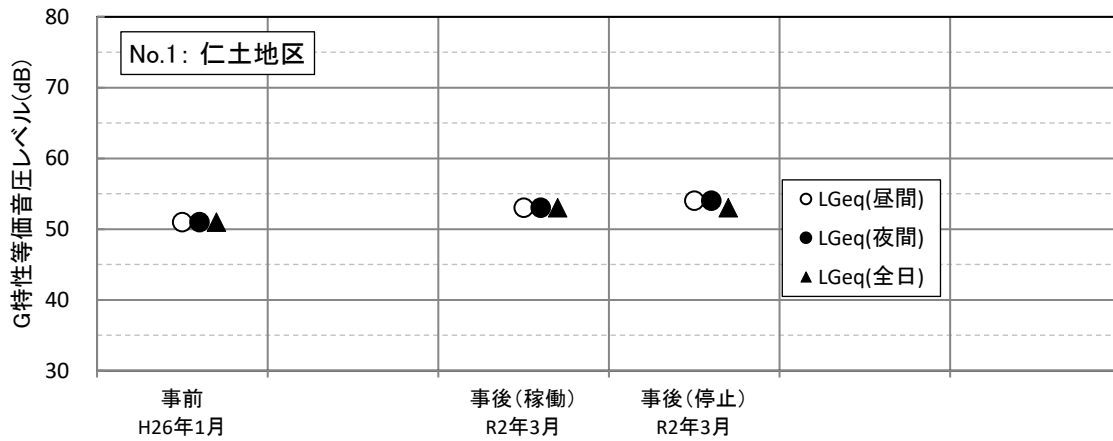 G特性等価音圧レベル(dB)
80
70
60
50
40
30
No.1: 仁土地区
LGeq(昼間)
LGeq(夜間)
LGeq(全日)
事前
H26年1月
事後(稼働)
R2年3月
事後(停止)
R2年3月